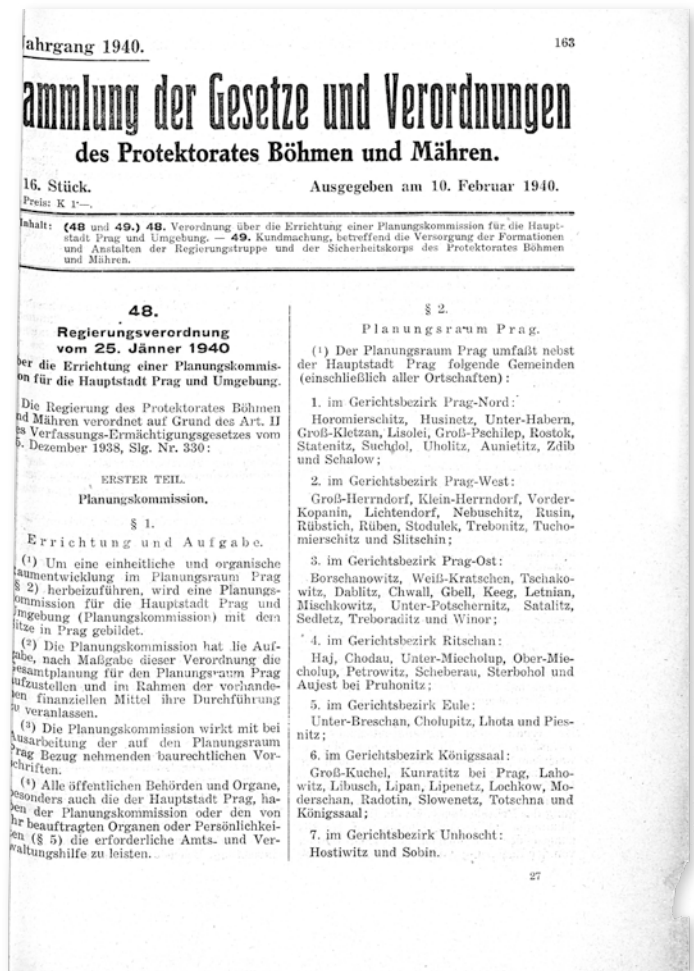 Jahrgang 1940.
163
ammlung der Gesetze und Verordnungen
des Protektorates Böhmen und Mähren.
16. Stück.
Ausgegeben am 10. Februar 1940.
Preis: K 1·—.
Inhalt: (48 und 49.) 48. Verordnung über die Errichtung einer Planungskommission für die Haupt-
stadt Prag und Umgebung. — 49. Kundmachung, betreffend die Versorgung der Formationen
und Anstalten der Regierungstruppe und der Sicherheitskorps des Protektorates Böhmen
und Mähren.
48.
Regierungsverordnung
vom 25. Jänner 1940
ber die Errichtung einer Planungskommis-
on für die Hauptstadt Prag und Umgebung.
Die Regierung des Protektorates Böhmen
nd Mähren verordnet auf Grund des Art. II
es Verfassungs-Ermächtigungsgesetzes vom
5. Dezember 1938, Slg. Nr. 330:
ERSTER TEIL.
Planungskommission.
§ 1.
Errichtung und Aufgabe.
(1) Um eine einheitliche und organische
aumentwicklung im Planungsraum Prag
§ 2) herbeizuführen, wird eine Planungs-
ommission für die Hauptstadt Prag und
mgebung (Planungskommission) mit dem
itze in Prag gebildet.
(2) Die Planungskommission hat die Auf-
gabe, nach Maßgabe dieser Verordnung die
esamtplanung für den Planungsraum Prag
ufzustellen und im Rahmen der vorhande-
en finanziellen Mittel ihre Durchführung
u veranlassen.
(3) Die Planungskommission wirkt mit bei
Ausarbeitung der auf den Planungsraum
Prag Bezug nehmenden baurechtlichen Vor-
chriften.
(4) Alle öffentlichen Behörden und Organe,
esonders auch die der Hauptstadt Prag, ha-
ben der Planungskommission oder den von
hr beauftragten Organen oder Persönlichkei-
en (§ 5) die erforderliche Amts- und Ver-
waltungshilfe zu leisten.
§ 2.
Planungsraum Prag.
(1) Der Planungsraum Prag umfaßt nebst
der Hauptstadt Prag folgende Gemeinden
(einschließlich aller Ortschaften):
1. im Gerichtsbezirk Prag-Nord:
Horomierschitz, Husinetz, Unter-Habern,
Groß-Kletzan, Lisolei, Groß-Pschilep, Rostok,
Statenitz, Suchdol, Uholitz, Aunietitz, Zdib
und Schalow;
2. im Gerichtsbezirk Prag-West:
Groß-Herrndorf, Klein-Herrndorf, Vorder-
Kopanin, Lichtendorf, Nebuschitz, Rusin,
Rübstich, Rüben, Stodulek, Trebonitz, Tucho-
mierschitz und Slitschin;
3. im Gerichtsbezirk Prag-Ost:
Borschanowitz, Weiß-Kratschen, Tschako-
witz, Dablitz, Chwall, Gbell, Keeg, Letnian,
Mischkowitz, Unter-Potschernitz, Satalitz,
Sedletz, Treboraditz und Winor;
4. im Gerichtsbezirk Ritschan:
Haj, Chodau, Unter-Miecholup, Ober-Mie-
cholup, Petrowitz, Scheberau, Sterbohol und
Aujest bei Pruhonitz;
5. im Gerichtsbezirk Eule:
Unter-Breschan, Cholupitz, Lhota und Pies-
nitz;
6. im Gerichtsbezirk Königssaal:
Groß-Kuchel, Kunratitz bei Prag, Laho-
witz, Libusch, Lipan, Lipenetz, Lochkow, Mo-
derschan, Radotin, Slowenetz, Totschna und
Königssaal;
7. im Gerichtsbezirk Unhoscht:
Hostiwitz und Sobin.
27